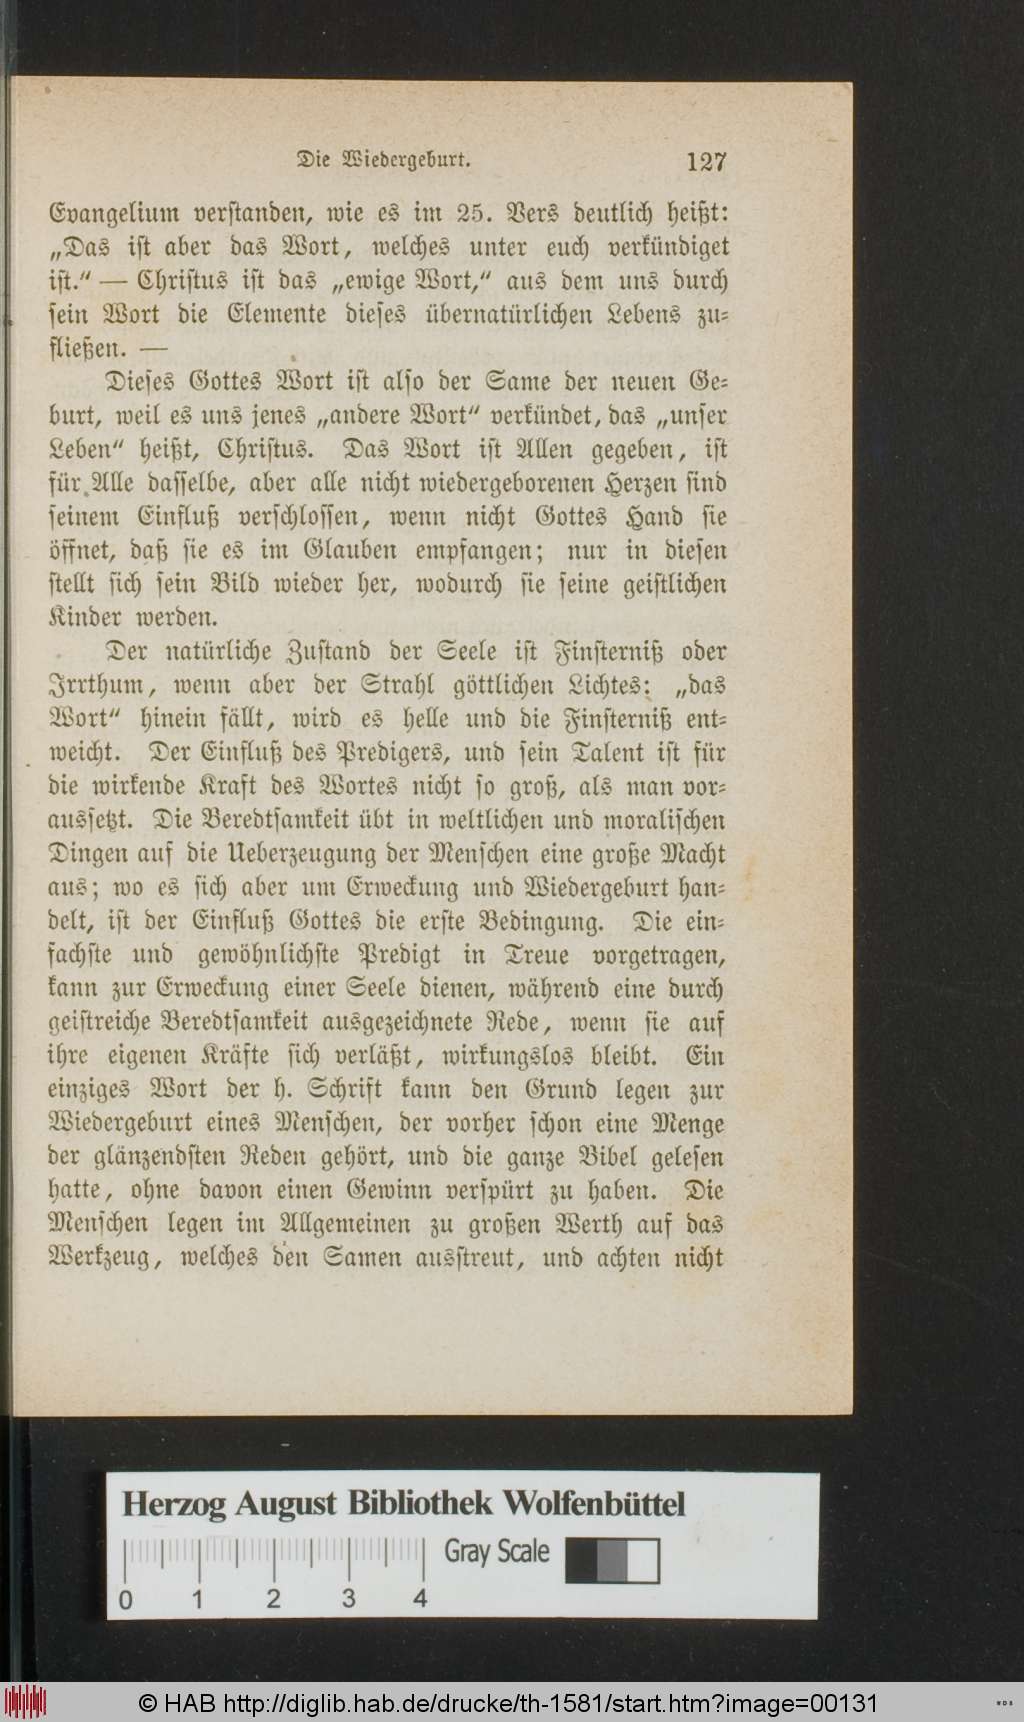 Die Wiedergeburt. 127
Evangelium verstanden, wie es im 25. Vers deutlich heißt:
„Das ist aber das Wort, welches unter euch verkündiget
ist.“ — Christus ist das „ewige Wort,“ aus dem uns durch
sein Wort die Elemente dieses übernatürlichen Lebens zu-
fließen. —
Dieses Gottes Wort ist also der Same der neuen Ge-
burt, weil es uns jenes „andere Wort“ verkündet, das „unser
Leben“ heißt, Christus. Das Wort ist Allen gegeben, ist
für Alle dasselbe, aber alle nicht wiedergeborenen Herzen sind
seinem Einfluß verschlossen, wenn nicht Gottes Hand sie
öffnet, daß sie es im Glauben empfangen; nur in diesen
stellt sich sein Bild wieder her, wodurch sie seine geistlichen
Kinder werden.
Der natürliche Zustand der Seele ist Finsterniß oder
Irrthum, wenn aber der Strahl göttlichen Lichtes: „das
Wort“ hinein fällt, wird es helle und die Finsterniß ent-
weicht. Der Einfluß des Predigers, und sein Talent ist für
die wirkende Kraft des Wortes nicht so groß, als man vor-
aussetzt. Die Beredtsamkeit übt in weltlichen und moralischen
Dingen auf die Ueberzeugung der Menschen eine große Macht
aus; wo es sich aber um Erweckung und Wiedergeburt han-
delt, ist der Einfluß Gottes die erste Bedingung. Die ein-
fachste und gewöhnlichste Predigt in Treue vorgetragen,
kann zur Erweckung einer Seele dienen, während eine durch
geistreiche Beredtsamkeit ausgezeichnete Rede, wenn sie auf
ihre eigenen Kräfte sich verläßt, wirkungslos bleibt. Ein
einziges Wort der h. Schrift kann den Grund legen zur
Wiedergeburt eines Menschen, der vorher schon eine Menge
der glänzendsten Reden gehört, und die ganze Bibel gelesen
hatte, ohne davon einen Gewinn verspürt zu haben. Die
Menschen legen im Allgemeinen zu großen Werth auf das
Werkzeug, welches den Samen ausstreut, und achten nicht
Herzog August Bibliothek Wolfenbüttel
Gray Scale
0 1 2 3 4
© HAB http://diglib.hab.de/drucke/th-1581/start.htm?image=00131
WDB